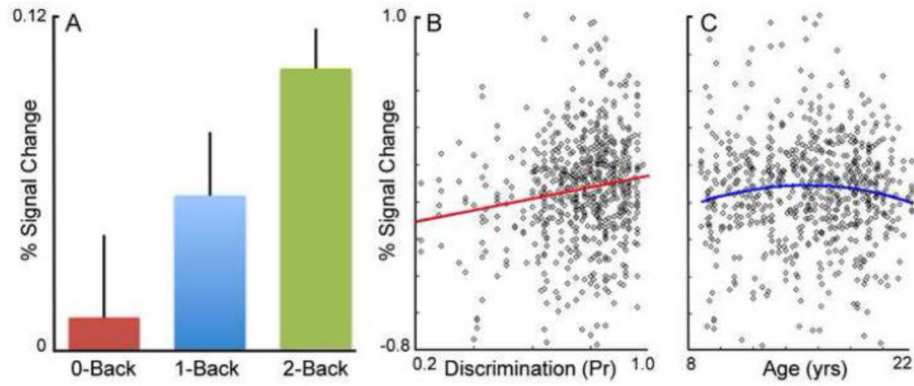 A
0.12
% Signal Change
0
0-Back
1-Back
2-Back
B
1.0
% Signal Change
-0.8
0.2
Discrimination (Pr)
1.0
C
8
Age (yrs)
22